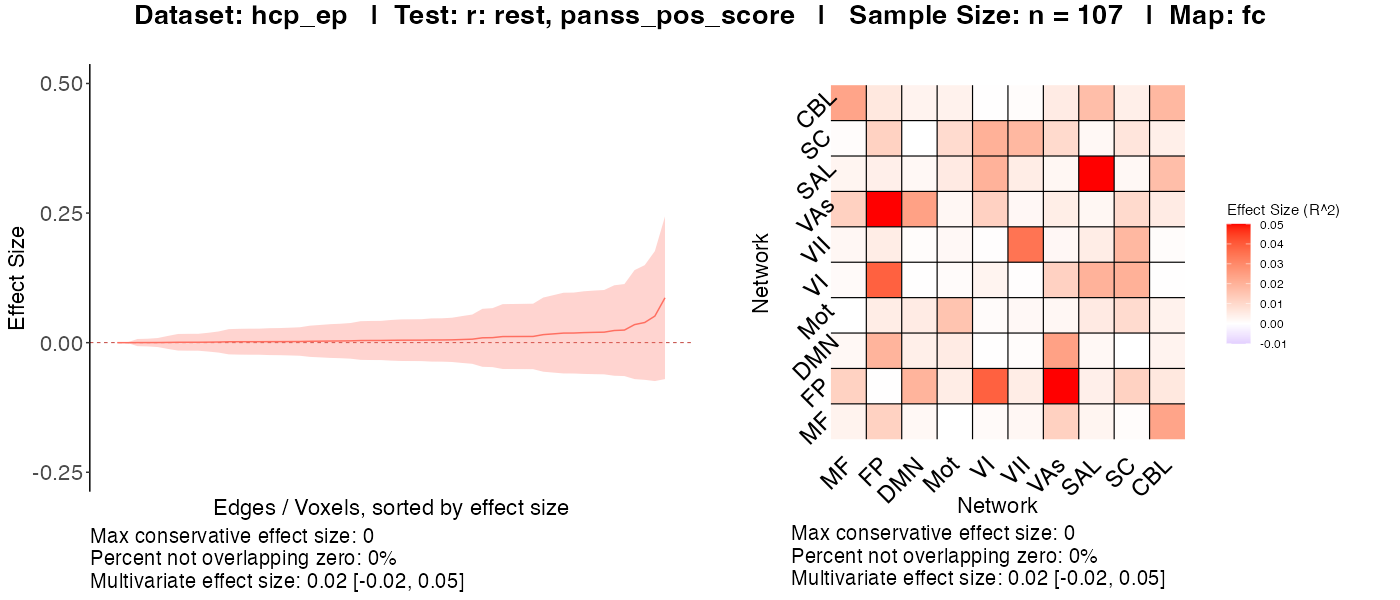 Dataset: hcp_ep | Test: r: rest, panss_pos_score | Sample Size: n = 107 | Map: fc
0.50
0.25
0.00
-0.25
Effect Size
Edges / Voxels, sorted by effect size
Max conservative effect size: 0
Percent not overlapping zero: 0%
Multivariate effect size: 0.02 [-0.02, 0.05]
Network
CBL
SC
SAL
VAs
VII
VI
Mot
DMN
FP
MF
MF
FP
DMN
Mot
VI
VII
VAs
SAL
SC
CBL
Network
Max conservative effect size: 0
Percent not overlapping zero: 0%
Multivariate effect size: 0.02 [-0.02, 0.05]
Effect Size (R^2)
0.05
0.04
0.03
0.02
0.01
0.00
-0.01